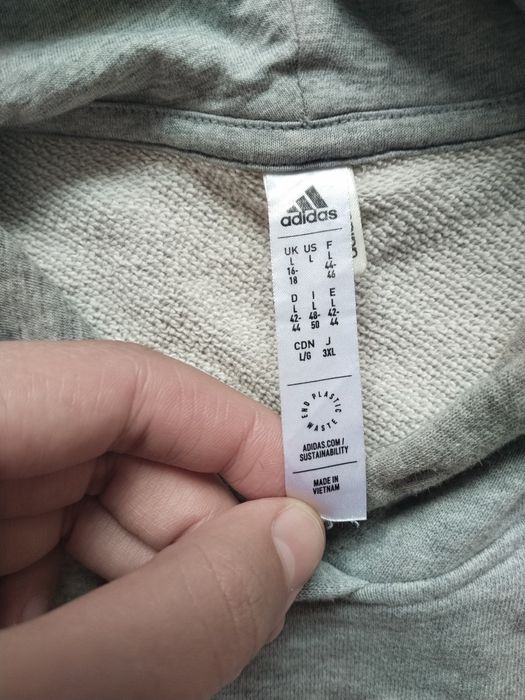 adidas
UK US F
L L L
16- 44-
18 46
D I E
L L L
42- 48- 42-
44 50 44
CDN J
L/G 3XL
END PLASTIC WASTE
ADIDAS.COM/
SUSTAINABILITY
MADE IN
VIETNAM